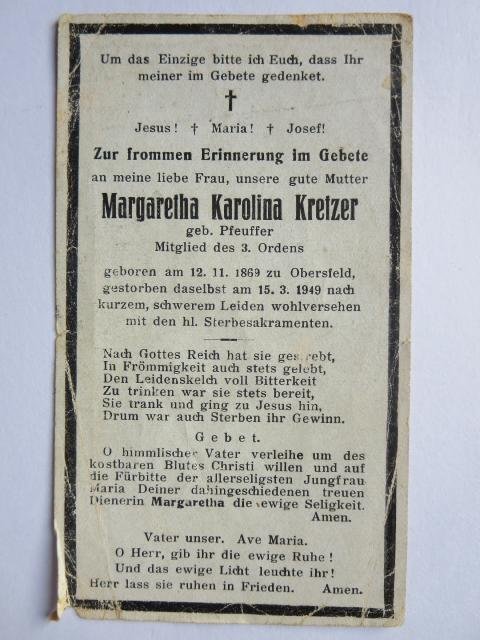 Um das Einzige bitte ich Euch, dass Ihr
meiner im Gebete gedenket.
Jesus! † Maria! † Josef!
Zur frommen Erinnerung im Gebete
an meine liebe Frau, unsere gute Mutter
Margaretha Karolina Kretzer
geb. Pfeuffer
Mitglied des 3. Ordens
geboren am 12. 11. 1869 zu Obersfeld,
gestorben daselbst am 15. 3. 1949 nach
kurzem, schwerem Leiden wohlversehen
mit den hl. Sterbesakramenten.
Nach Gottes Reich hat sie gestrebt,
In Frömmigkeit auch stets gelebt,
Den Leidenskelch voll Bitterkeit
Zu trinken war sie stets bereit,
Sie trank und ging zu Jesus hin,
Drum war auch Sterben ihr Gewinn.
Gebet.
O himmlischer Vater verleihe um des
kostbaren Blutes Christi willen und auf
die Fürbitte der allerseligsten Jungfrau
Maria Deiner dahingeschiedenen treuen
Dienerin Margaretha die ewige Seligkeit.
Amen.
Vater unser. Ave Maria.
O Herr, gib ihr die ewige Ruhe!
Und das ewige Licht leuchte ihr!
Herr lass sie ruhen in Frieden. Amen.